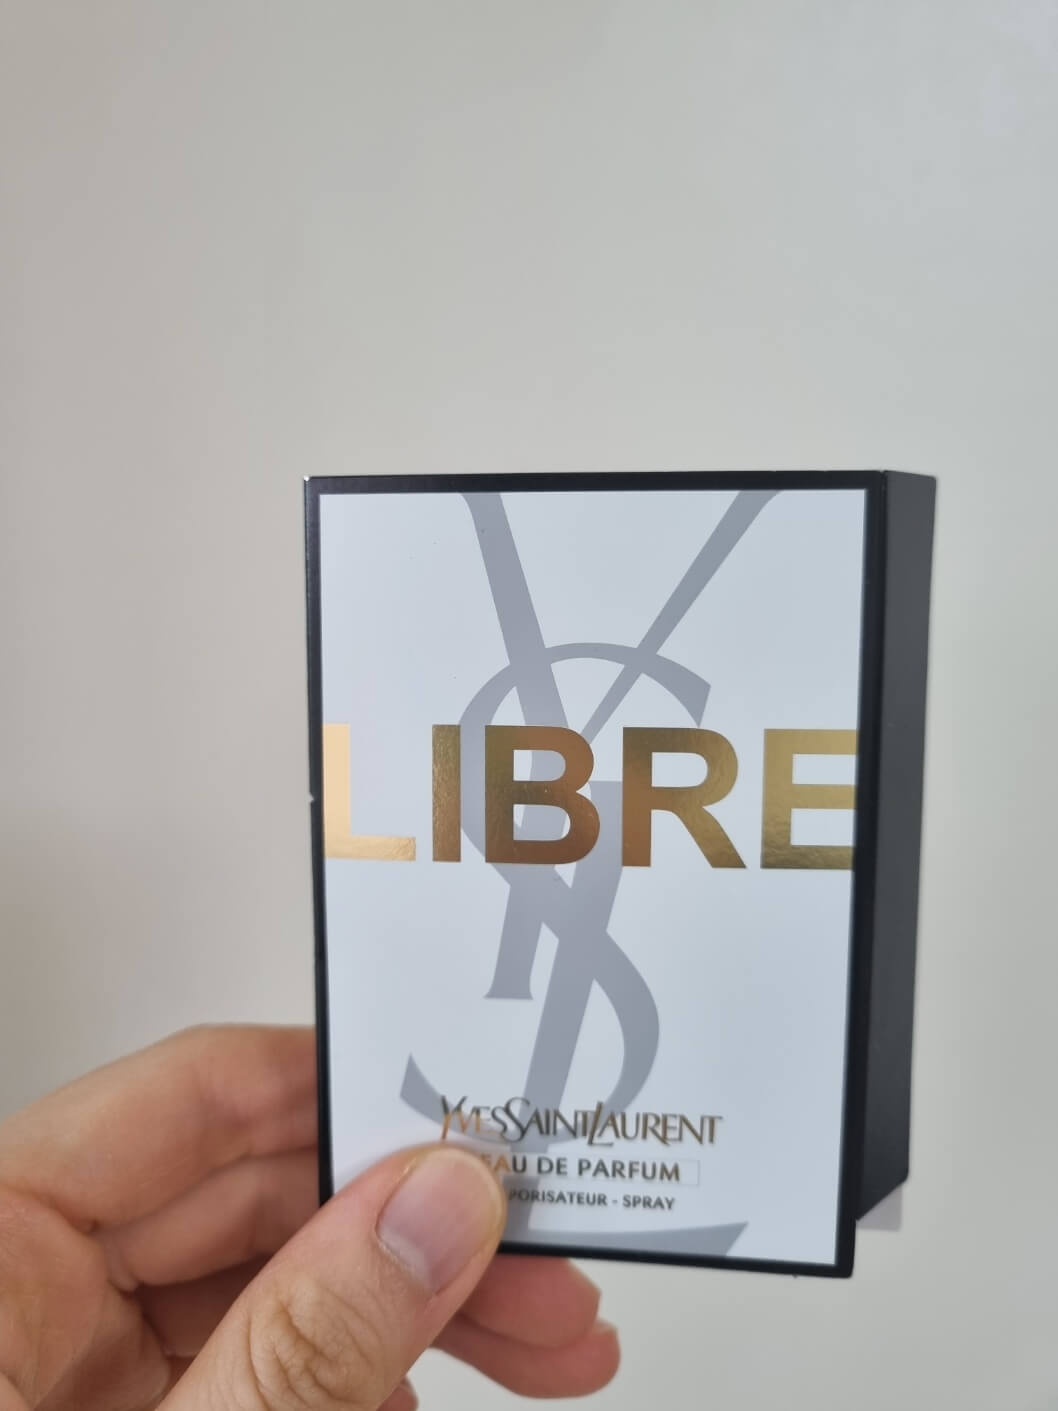 LIBRE
YVESSAINTLAURENT
EAU DE PARFUM
SPRAY